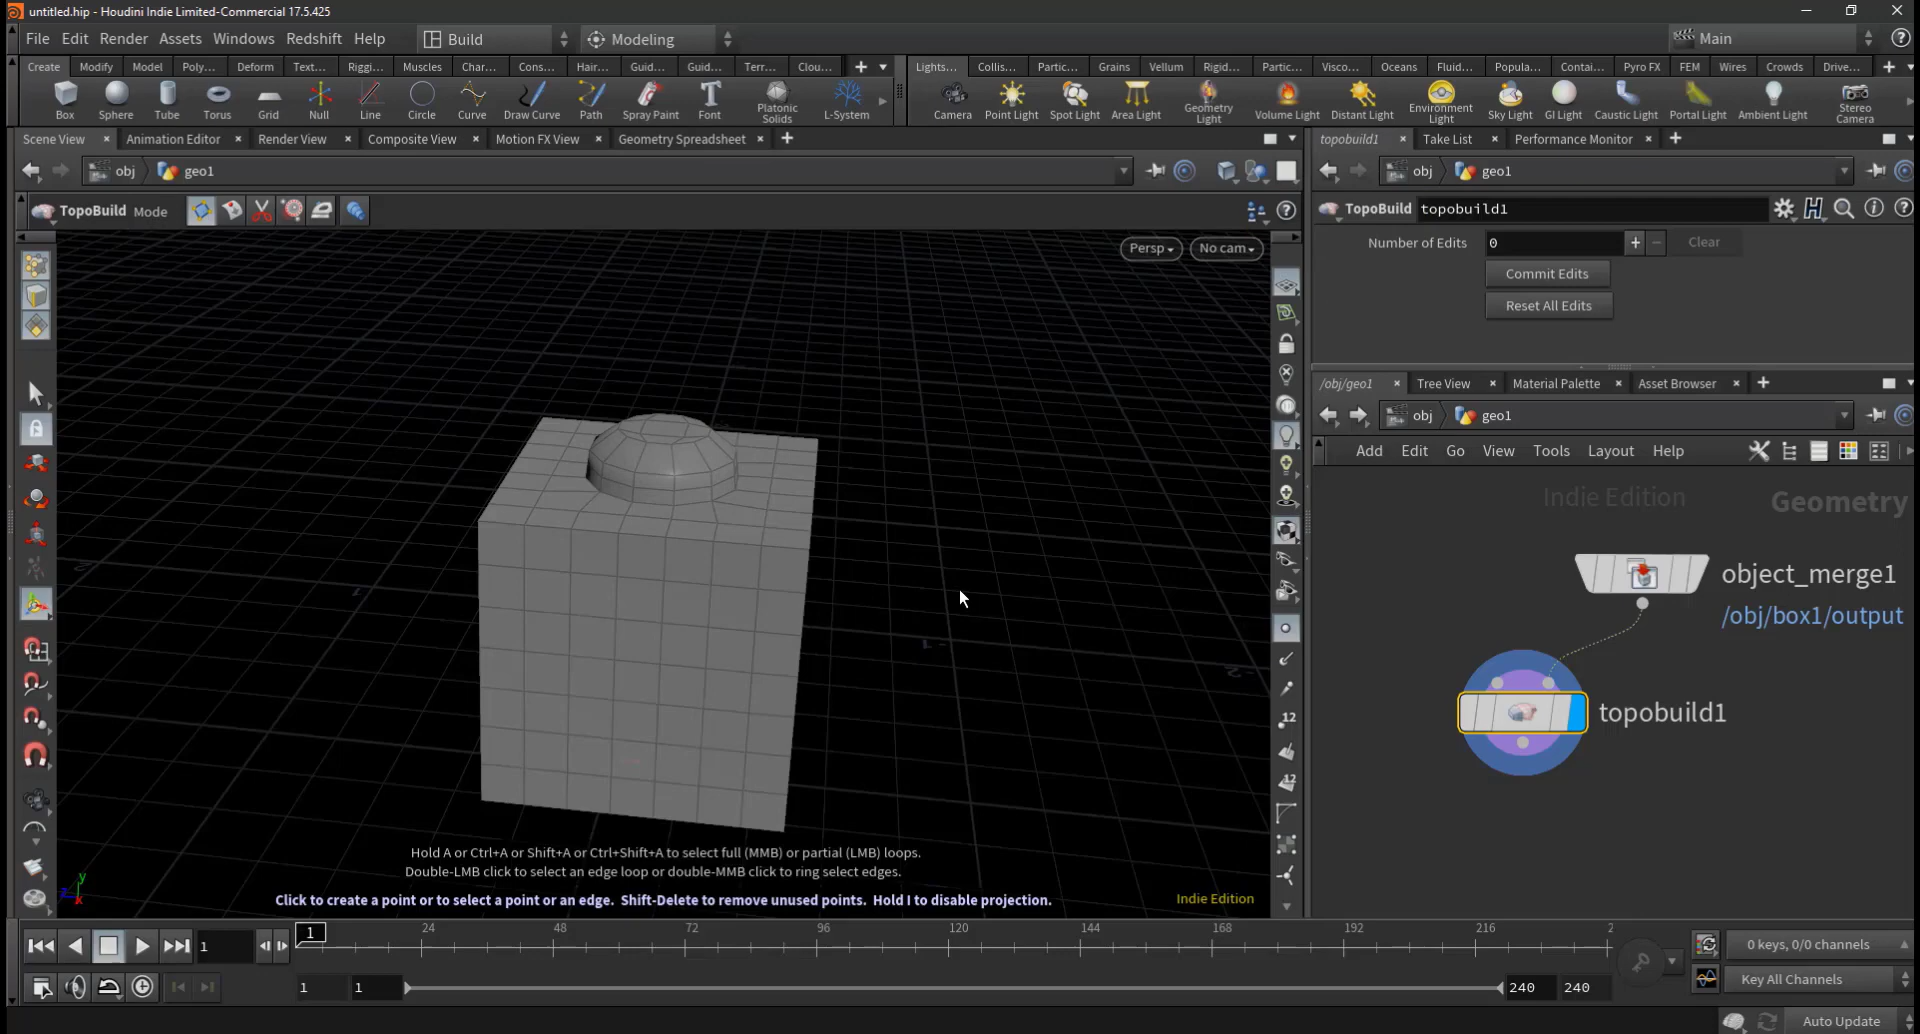 untitled.hip - Houdini Indie Limited-Commercial 17.5.425
File Edit Render Assets Windows Redshift Help Build Modeling Main
Create Modify Model Poly... Deform Text... Riggi... Muscles Char... Cons... Hair... Guid... Guid... Terr... Clou...
Lights... Collis... Partic... Grains Vellum Rigid... Partic... Visco... Oceans Fluid... Popula... Contai... Pyro FX FEM Wires Crowds Drive...
Box Sphere Tube Torus Grid Null Line Circle Curve Draw Curve Path Spray Paint Font Platonic Solids L-System
Camera Point Light Spot Light Area Light Geometry Light Volume Light Distant Light Environment Light Sky Light GI Light Caustic Light Portal Light Ambient Light Stereo Camera
Scene View Animation Editor Render View Composite View Motion FX View Geometry Spreadsheet
obj geo1
TopoBuild Mode
Persp No cam
Hold A or Ctrl+A or Shift+A or Ctrl+Shift+A to select full (MMB) or partial (LMB) loops.
Double-LMB click to select an edge loop or double-MMB click to ring select edges.
Click to create a point or to select a point or an edge. Shift-Delete to remove unused points. Hold I to disable projection.
Indie Edition
topobuild1 Take List Performance Monitor
obj geo1
TopoBuild topobuild1
Number of Edits 0 + - Clear
Commit Edits
Reset All Edits
/obj/geo1 Tree View Material Palette Asset Browser
obj geo1
Add Edit Go View Tools Layout Help
Indie Edition Geometry
object_merge1
/obj/box1/output
topobuild1
1 1 24 48 72 96 120 144 168 192 216 2
0 keys, 0/0 channels
1 1 240 240
Key All Channels
Auto Update